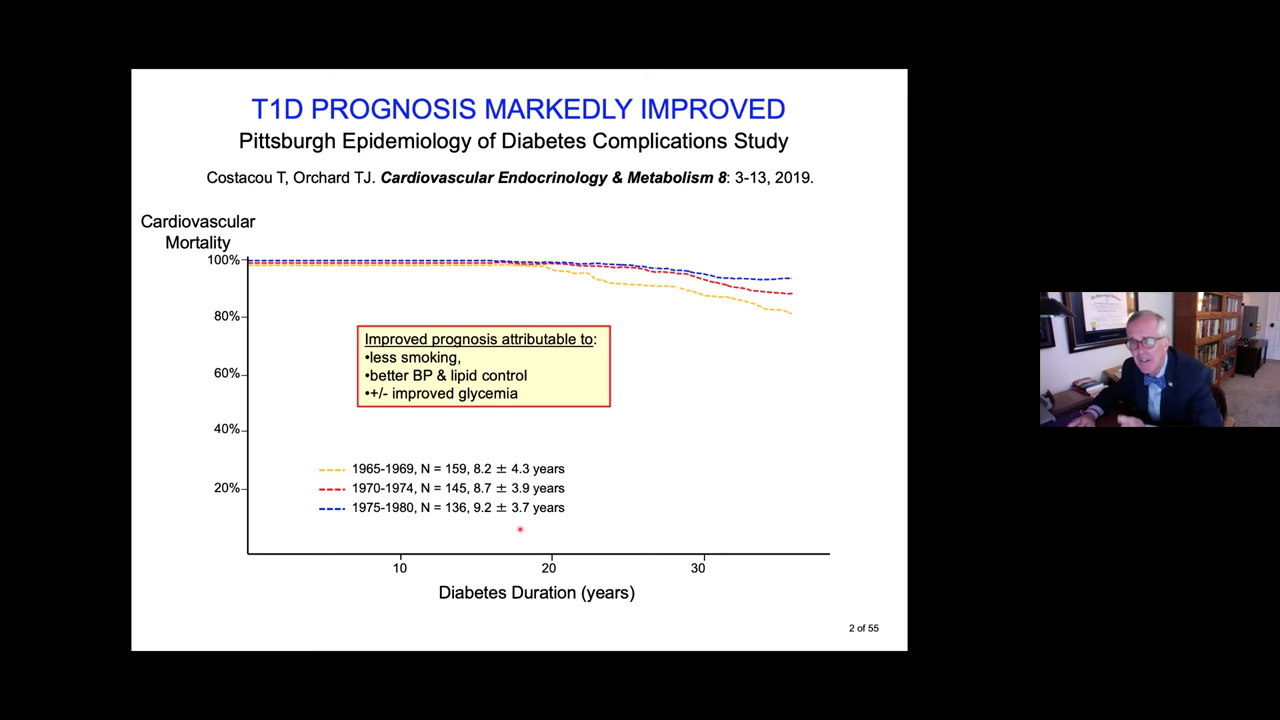 T1D PROGNOSIS MARKEDLY IMPROVED
Pittsburgh Epidemiology of Diabetes Complications Study
Costacou T, Orchard TJ. Cardiovascular Endocrinology & Metabolism 8: 3-13, 2019.
Cardiovascular
Mortality
100%
80%
60%
40%
20%
Improved prognosis attributable to:
•less smoking,
•better BP & lipid control
•+/- improved glycemia
1965-1969, N = 159, 8.2 ± 4.3 years
1970-1974, N = 145, 8.7 ± 3.9 years
1975-1980, N = 136, 9.2 ± 3.7 years
10 20 30
Diabetes Duration (years)
2 of 55